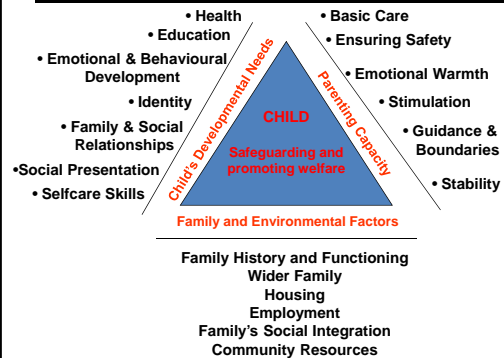 • Health
• Education
• Emotional & Behavioural
Development
• Identity
• Family & Social
Relationships
•Social Presentation
• Selfcare Skills
Child's Developmental Needs
CHILD
Safeguarding and
promoting welfare
Parenting Capacity
• Basic Care
• Ensuring Safety
• Emotional Warmth
• Stimulation
• Guidance &
Boundaries
• Stability
Family and Environmental Factors
Family History and Functioning
Wider Family
Housing
Employment
Family's Social Integration
Community Resources